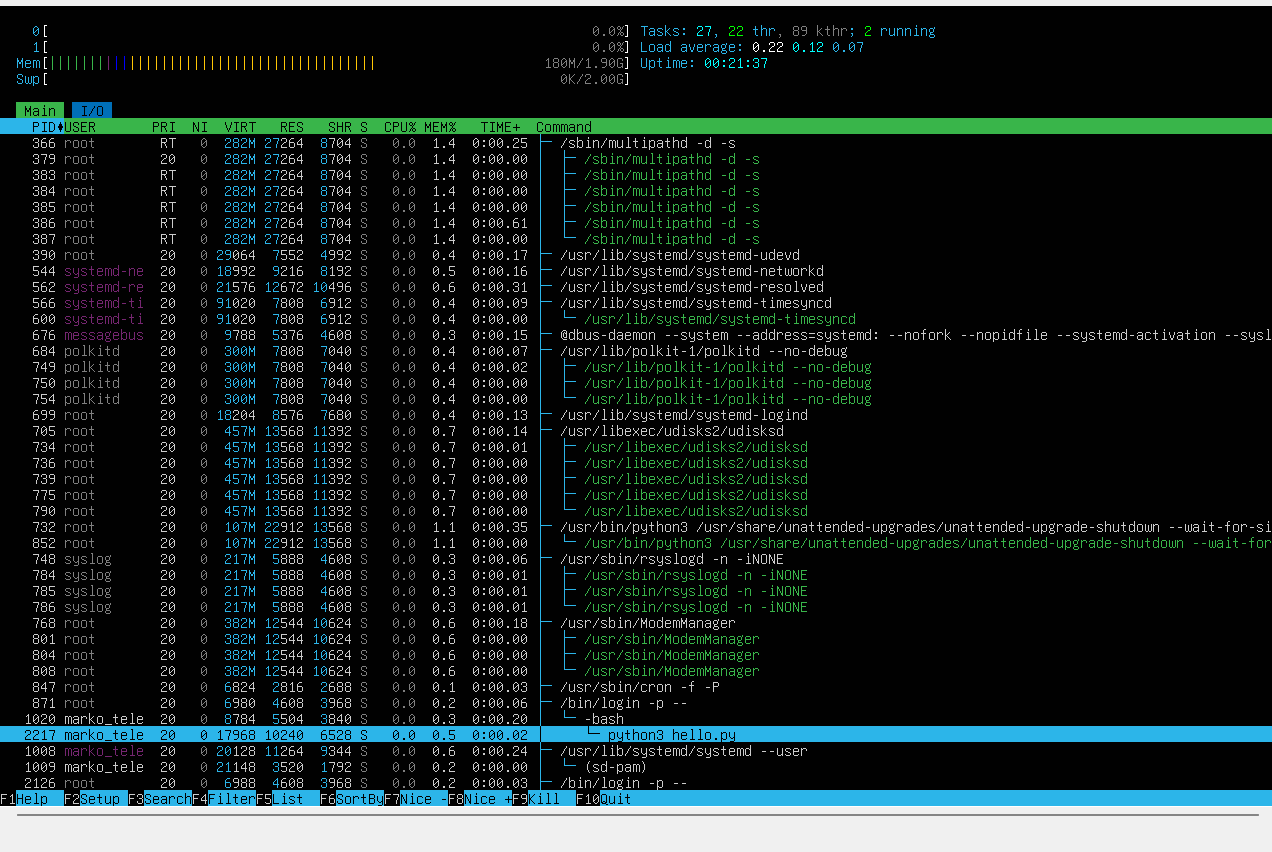 0[ 0.0%] Tasks: 27, 22 thr, 89 kthr; 2 running
1[ 0.0%] Load average: 0.22 0.12 0.07
Mem[|||||||||||||||||||||||||||||||||||||||||| 180M/1.90G] Uptime: 00:21:37
Swp[ 0K/2.00G]
Main I/O
PID♦USER PRI NI VIRT RES SHR S CPU% MEM% TIME+ Command
366 root RT 0 282M 27264 8704 S 0.0 1.4 0:00.25 ├─ /sbin/multipathd -d -s
379 root 20 0 282M 27264 8704 S 0.0 1.4 0:00.00 │ ├─ /sbin/multipathd -d -s
383 root RT 0 282M 27264 8704 S 0.0 1.4 0:00.00 │ ├─ /sbin/multipathd -d -s
384 root RT 0 282M 27264 8704 S 0.0 1.4 0:00.00 │ ├─ /sbin/multipathd -d -s
385 root RT 0 282M 27264 8704 S 0.0 1.4 0:00.00 │ ├─ /sbin/multipathd -d -s
386 root RT 0 282M 27264 8704 S 0.0 1.4 0:00.61 │ ├─ /sbin/multipathd -d -s
387 root RT 0 282M 27264 8704 S 0.0 1.4 0:00.00 │ └─ /sbin/multipathd -d -s
390 root 20 0 29064 7552 4992 S 0.0 0.4 0:00.17 ├─ /usr/lib/systemd/systemd-udevd
544 systemd-ne 20 0 18992 9216 8192 S 0.0 0.5 0:00.16 ├─ /usr/lib/systemd/systemd-networkd
562 systemd-re 20 0 21576 12672 10496 S 0.0 0.6 0:00.31 ├─ /usr/lib/systemd/systemd-resolved
566 systemd-ti 20 0 91020 7808 6912 S 0.0 0.4 0:00.09 ├─ /usr/lib/systemd/systemd-timesyncd
600 systemd-ti 20 0 91020 7808 6912 S 0.0 0.4 0:00.00 │ └─ /usr/lib/systemd/systemd-timesyncd
676 messagebus 20 0 9788 5376 4608 S 0.0 0.3 0:00.15 ├─ @dbus-daemon --system --address=systemd: --nofork --nopidfile --systemd-activation --sysl
684 polkitd 20 0 300M 7808 7040 S 0.0 0.4 0:00.07 ├─ /usr/lib/polkit-1/polkitd --no-debug
749 polkitd 20 0 300M 7808 7040 S 0.0 0.4 0:00.02 │ ├─ /usr/lib/polkit-1/polkitd --no-debug
750 polkitd 20 0 300M 7808 7040 S 0.0 0.4 0:00.00 │ ├─ /usr/lib/polkit-1/polkitd --no-debug
754 polkitd 20 0 300M 7808 7040 S 0.0 0.4 0:00.00 │ └─ /usr/lib/polkit-1/polkitd --no-debug
699 root 20 0 18204 8576 7680 S 0.0 0.4 0:00.13 ├─ /usr/lib/systemd/systemd-logind
705 root 20 0 457M 13568 11392 S 0.0 0.7 0:00.14 ├─ /usr/libexec/udisks2/udisksd
734 root 20 0 457M 13568 11392 S 0.0 0.7 0:00.01 │ ├─ /usr/libexec/udisks2/udisksd
736 root 20 0 457M 13568 11392 S 0.0 0.7 0:00.00 │ ├─ /usr/libexec/udisks2/udisksd
739 root 20 0 457M 13568 11392 S 0.0 0.7 0:00.00 │ ├─ /usr/libexec/udisks2/udisksd
775 root 20 0 457M 13568 11392 S 0.0 0.7 0:00.00 │ ├─ /usr/libexec/udisks2/udisksd
790 root 20 0 457M 13568 11392 S 0.0 0.7 0:00.00 │ └─ /usr/libexec/udisks2/udisksd
732 root 20 0 107M 22912 13568 S 0.0 1.1 0:00.35 ├─ /usr/bin/python3 /usr/share/unattended-upgrades/unattended-upgrade-shutdown --wait-for-si
852 root 20 0 107M 22912 13568 S 0.0 1.1 0:00.00 │ └─ /usr/bin/python3 /usr/share/unattended-upgrades/unattended-upgrade-shutdown --wait-for
748 syslog 20 0 217M 5888 4608 S 0.0 0.3 0:00.06 ├─ /usr/sbin/rsyslogd -n -iNONE
784 syslog 20 0 217M 5888 4608 S 0.0 0.3 0:00.01 │ ├─ /usr/sbin/rsyslogd -n -iNONE
785 syslog 20 0 217M 5888 4608 S 0.0 0.3 0:00.01 │ ├─ /usr/sbin/rsyslogd -n -iNONE
786 syslog 20 0 217M 5888 4608 S 0.0 0.3 0:00.01 │ └─ /usr/sbin/rsyslogd -n -iNONE
768 root 20 0 382M 12544 10624 S 0.0 0.6 0:00.18 ├─ /usr/sbin/ModemManager
801 root 20 0 382M 12544 10624 S 0.0 0.6 0:00.00 │ ├─ /usr/sbin/ModemManager
804 root 20 0 382M 12544 10624 S 0.0 0.6 0:00.00 │ ├─ /usr/sbin/ModemManager
808 root 20 0 382M 12544 10624 S 0.0 0.6 0:00.00 │ └─ /usr/sbin/ModemManager
847 root 20 0 6824 2816 2688 S 0.0 0.1 0:00.03 ├─ /usr/sbin/cron -f -P
871 root 20 0 6980 4608 3968 S 0.0 0.2 0:00.06 ├─ /bin/login -p --
1020 marko_tele 20 0 8784 5504 3840 S 0.0 0.3 0:00.20 │ └─ -bash
2217 marko_tele 20 0 17968 10240 6528 S 0.0 0.5 0:00.02 │ └─ python3 hello.py
1008 marko_tele 20 0 20128 11264 9344 S 0.0 0.6 0:00.24 ├─ /usr/lib/systemd/systemd --user
1009 marko_tele 20 0 21148 3520 1792 S 0.0 0.2 0:00.00 │ └─ (sd-pam)
2126 root 20 0 6988 4608 3968 S 0.0 0.2 0:00.03 ├─ /bin/login -p --
F1Help F2Setup F3SearchF4FilterF5List F6SortByF7Nice -F8Nice +F9Kill F10Quit